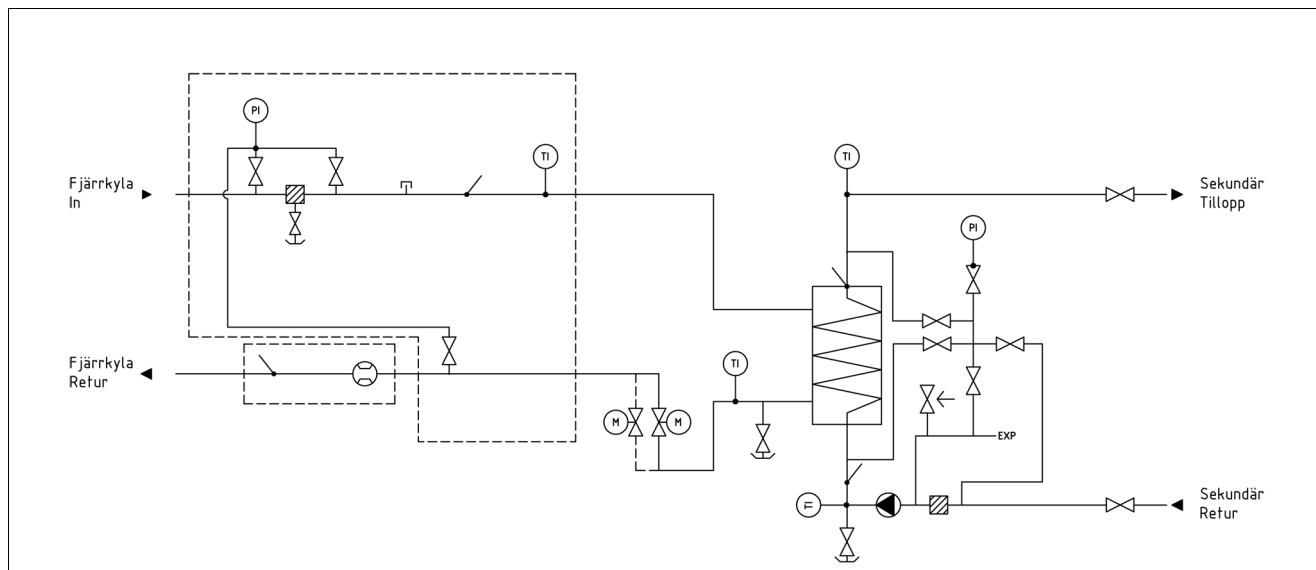 PI
TI
TI
Fjärrkyla
In
Sekundär
Tillopp
PI
Fjärrkyla
Retur
TI
M
M
EXP
TI
Sekundär
Retur